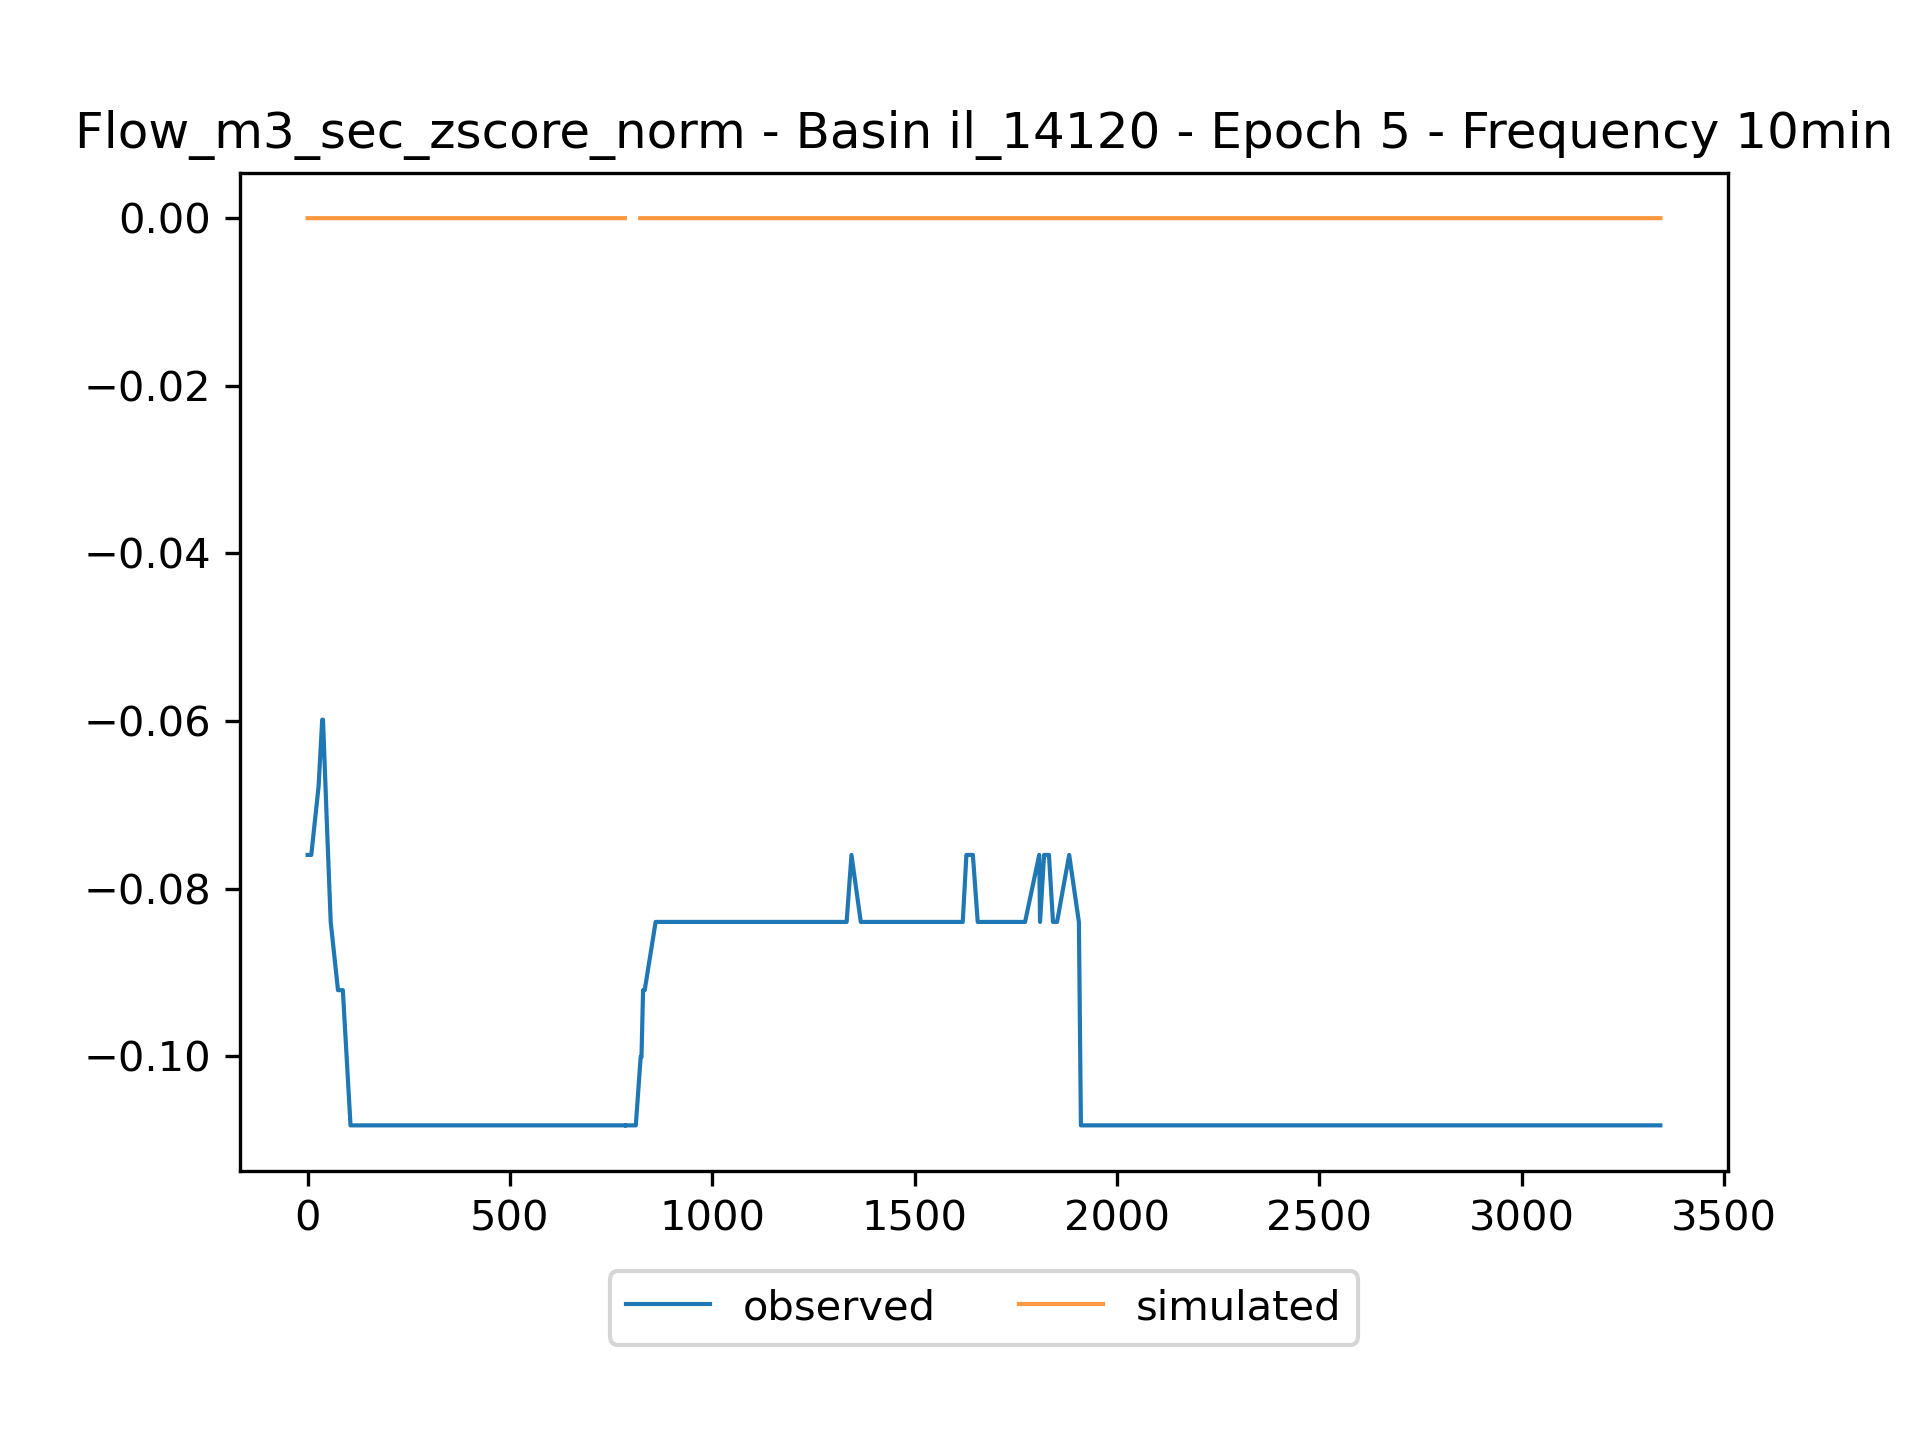 Flow_m3_sec_zscore_norm - Basin il_14120 - Epoch 5 - Frequency 10min
0.00
−0.02
−0.04
−0.06
−0.08
−0.10
0 500 1000 1500 2000 2500 3000 3500
observed simulated